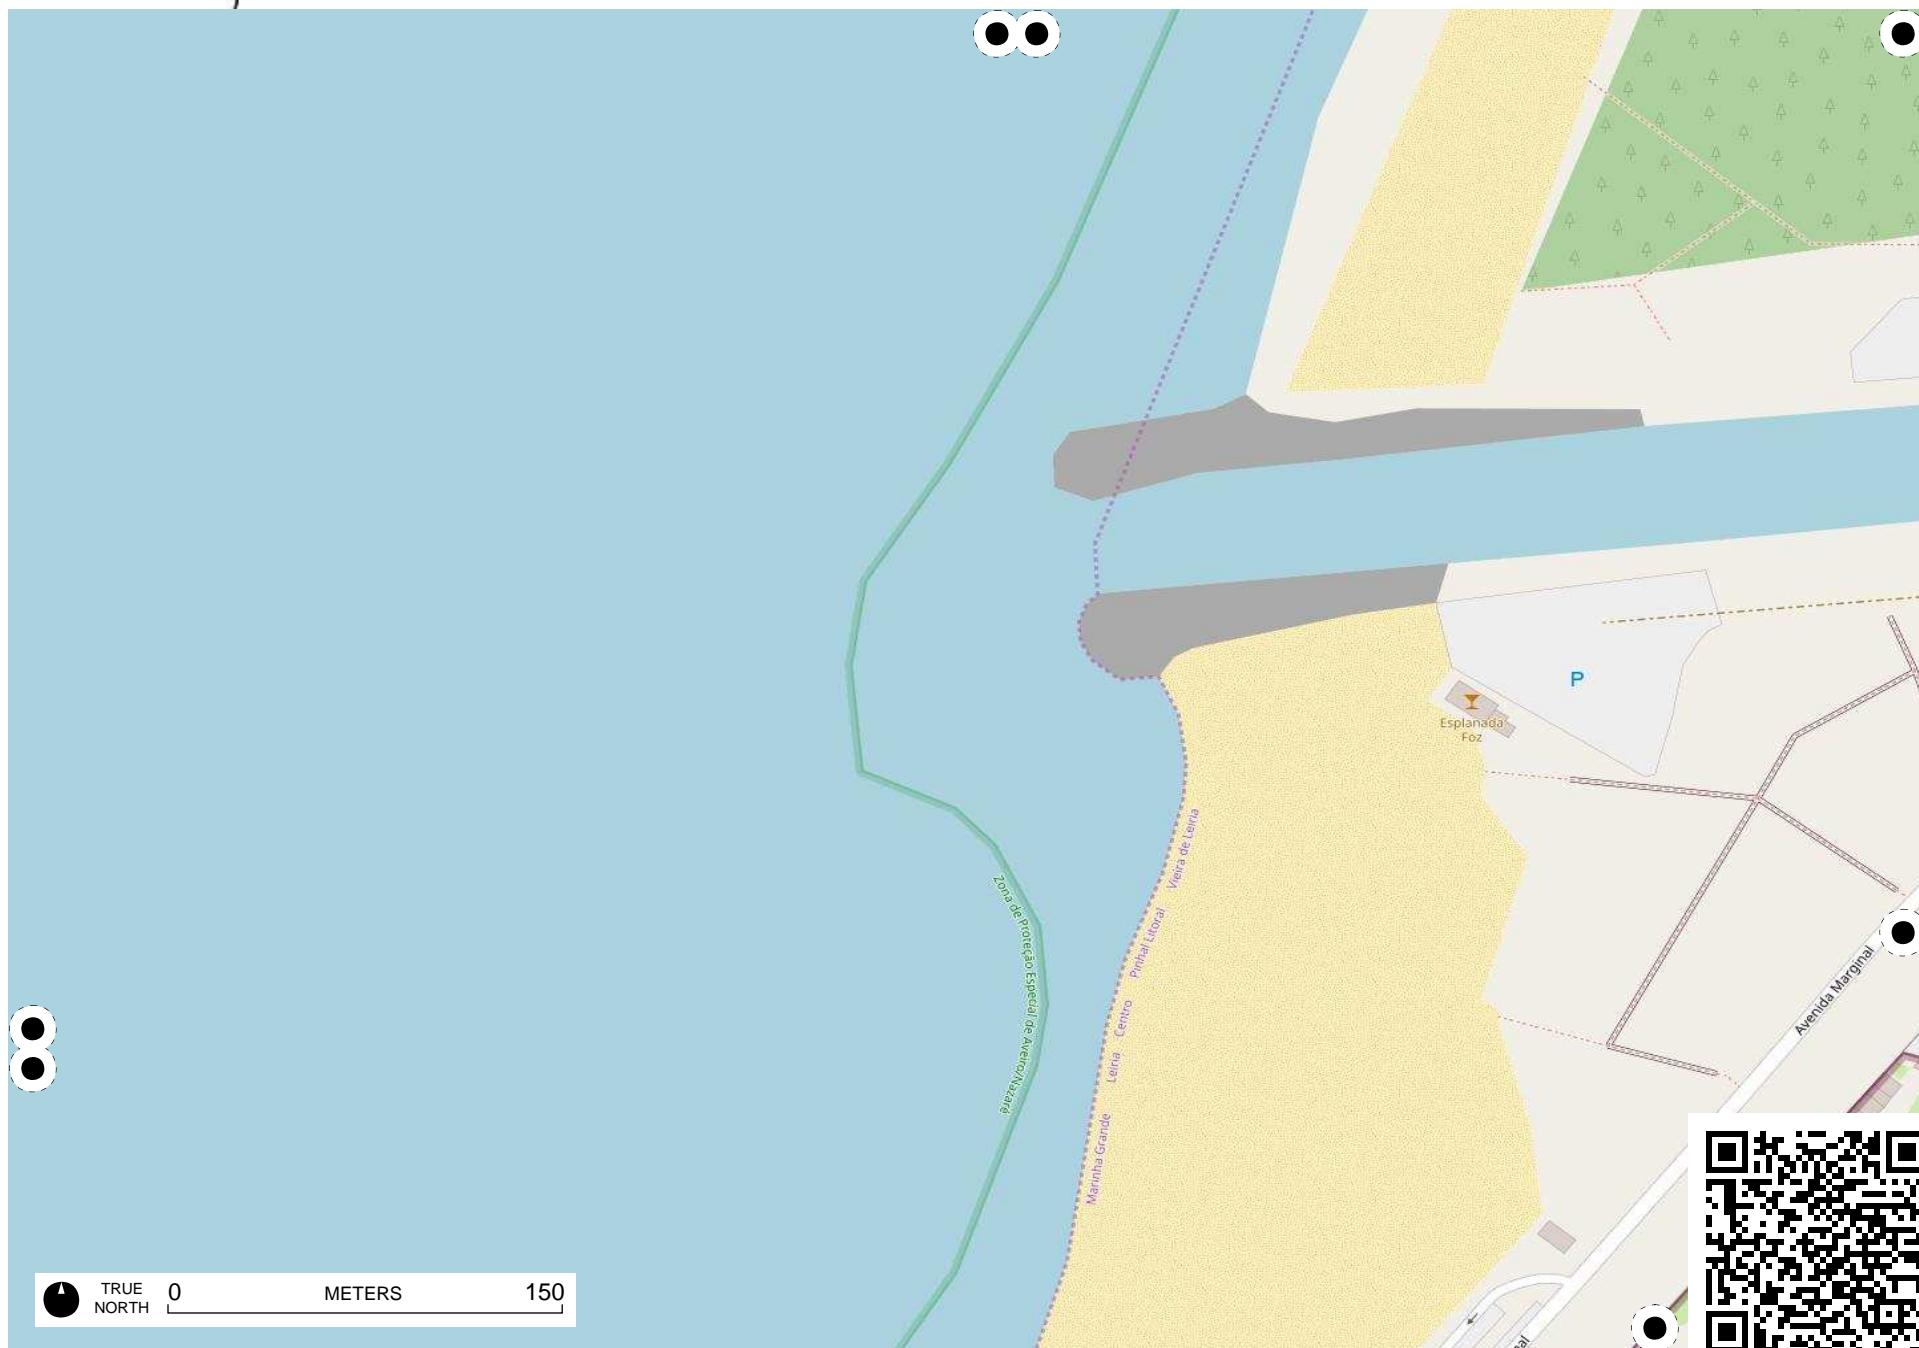 P
Esplanada
Foz
Vieira de Leiria
Pinhal Litoral
Centro
Leiria
Marinha Grande
Zona de Proteção Especial de Aveiro/Nazaré
Avenida Marginal
TRUE
NORTH
0 METERS 150